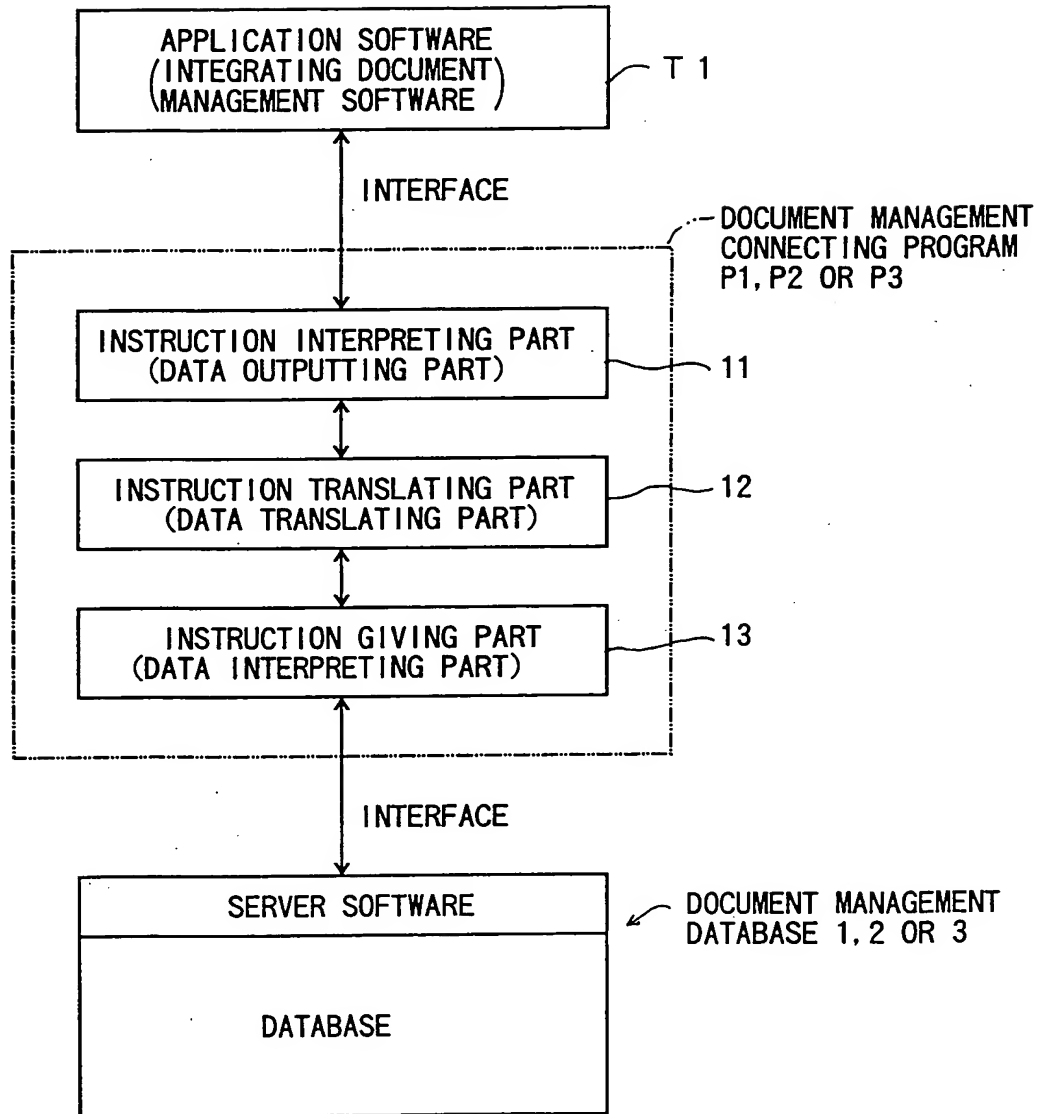 APPLICATION SOFTWARE
(INTEGRATING DOCUMENT
MANAGEMENT SOFTWARE)
T1
INTERFACE
DOCUMENT MANAGEMENT
CONNECTING PROGRAM
P1, P2 OR P3
INSTRUCTION INTERPRETING PART
(DATA OUTPUTTING PART)
11
INSTRUCTION TRANSLATING PART
(DATA TRANSLATING PART)
12
INSTRUCTION GIVING PART
(DATA INTERPRETING PART)
13
INTERFACE
SERVER SOFTWARE
DOCUMENT MANAGEMENT
DATABASE 1, 2 OR 3
DATABASE